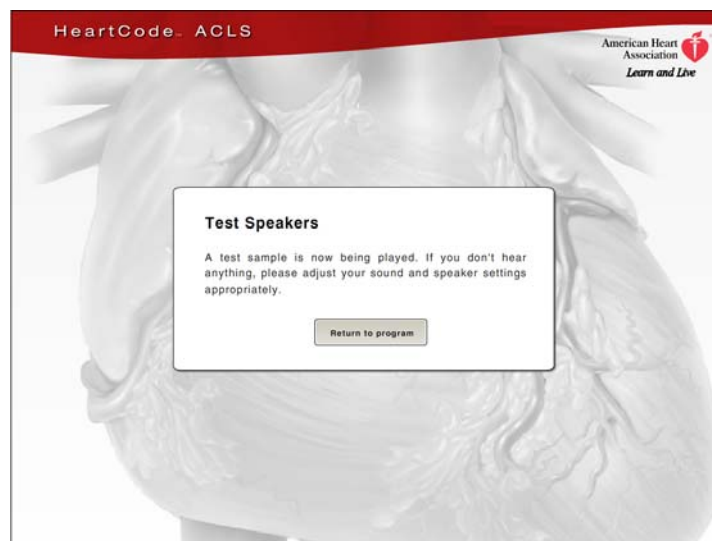 HeartCode™ ACLS
American Heart
Association
Learn and Live
Test Speakers
A test sample is now being played. If you don't hear
anything, please adjust your sound and speaker settings
appropriately.
Return to program